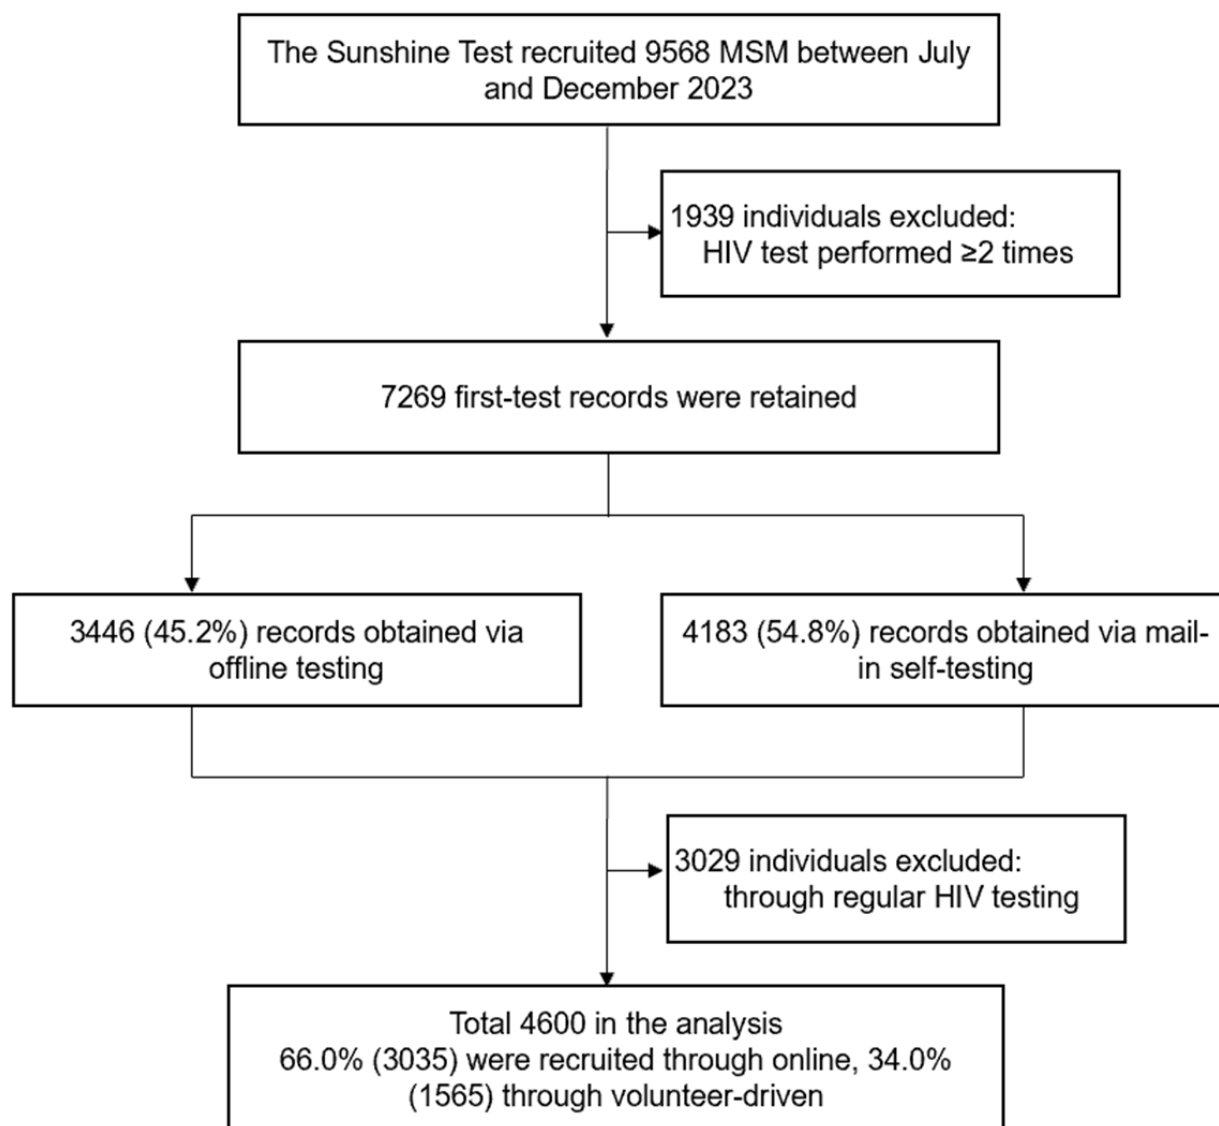 The Sunshine Test recruited 9568 MSM between July
and December 2023
1939 individuals excluded:
HIV test performed ≥2 times
7269 first-test records were retained
3446 (45.2%) records obtained via
offline testing
4183 (54.8%) records obtained via mail-
in self-testing
3029 individuals excluded:
through regular HIV testing
Total 4600 in the analysis
66.0% (3035) were recruited through online, 34.0%
(1565) through volunteer-driven